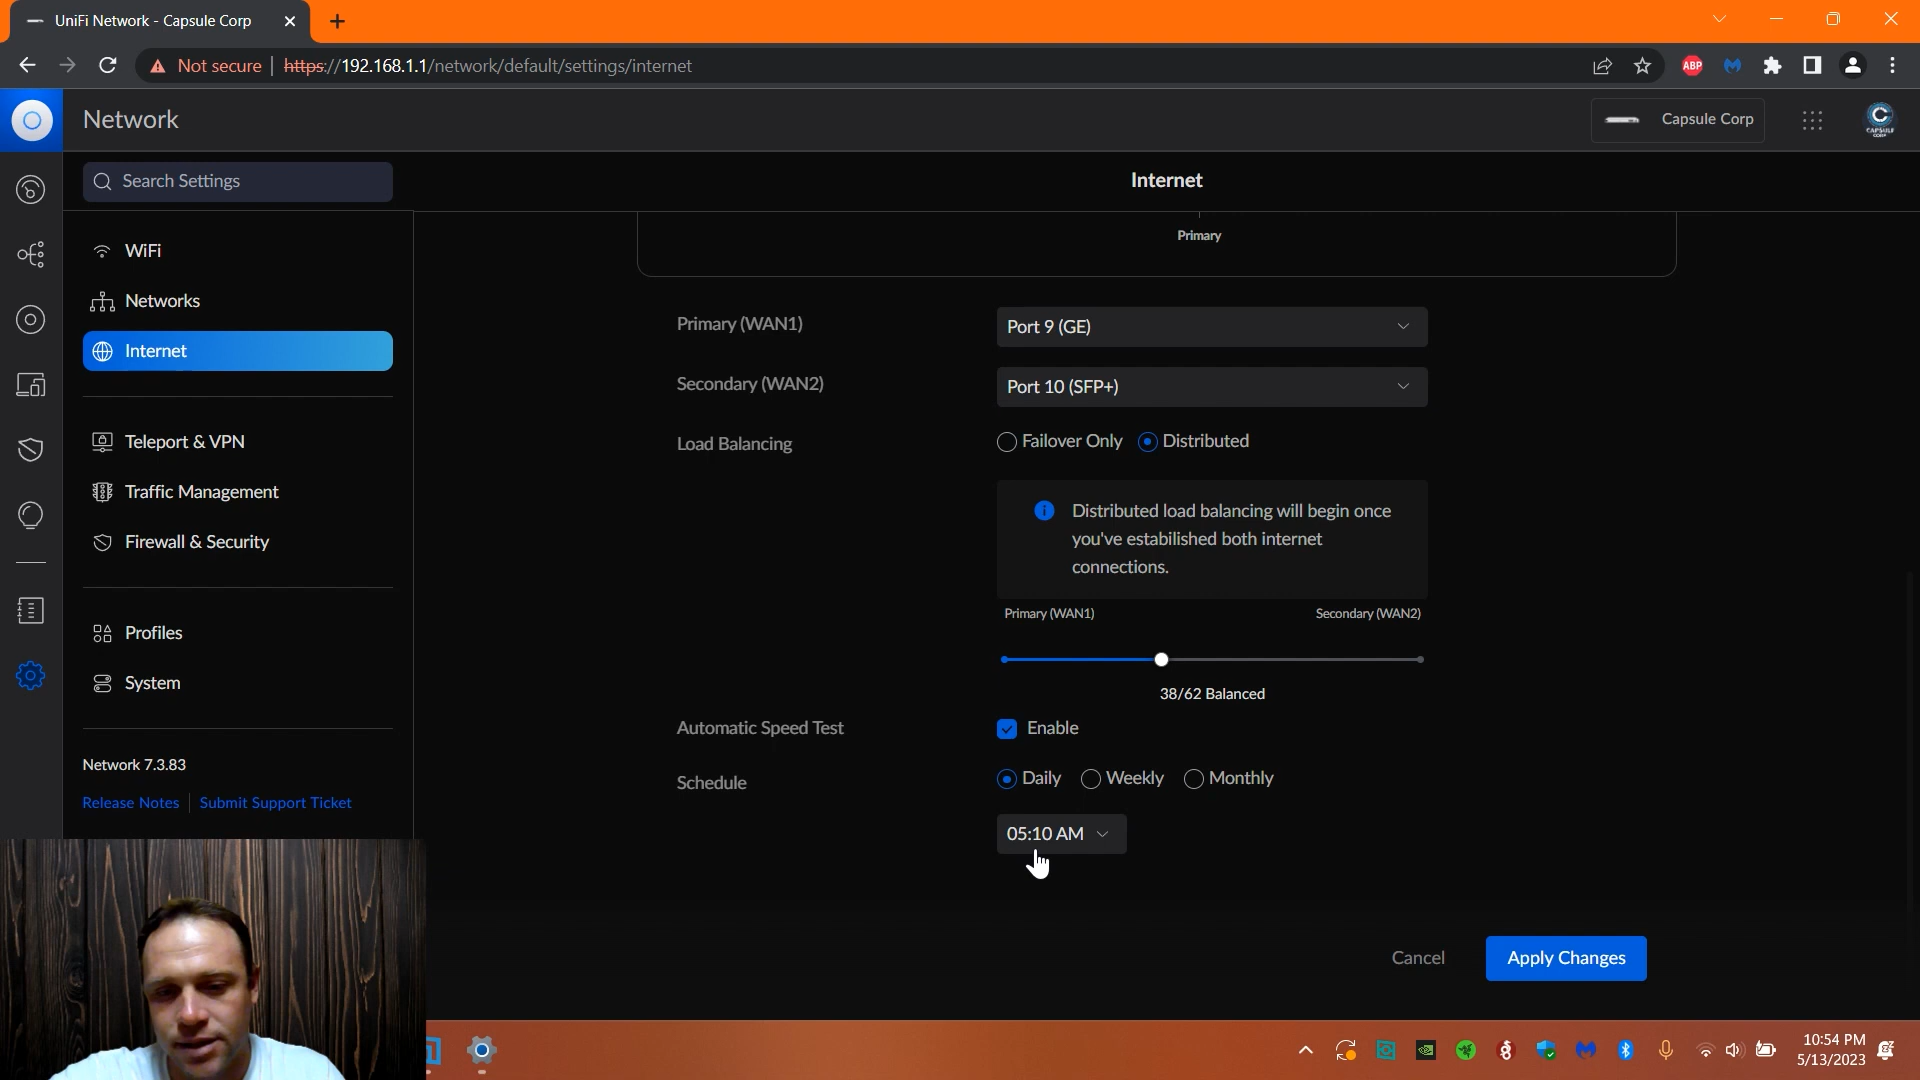 UniFi Network - Capsule Corp
Not secure https://192.168.1.1/network/default/settings/internet
ABP
Network
Capsule Corp
CAPSULE
CORP
Search Settings
Internet
WiFi
Networks
Internet
Teleport & VPN
Traffic Management
Firewall & Security
Profiles
System
Network 7.3.83
Release Notes Submit Support Ticket
Primary
Primary (WAN1) Port 9 (GE)
Secondary (WAN2) Port 10 (SFP+)
Load Balancing Failover Only Distributed
Distributed load balancing will begin once
you've estabilished both internet
connections.
Primary (WAN1) Secondary (WAN2)
38/62 Balanced
Automatic Speed Test Enable
Schedule Daily Weekly Monthly
05:10 AM
Cancel Apply Changes
10:54 PM
5/13/2023